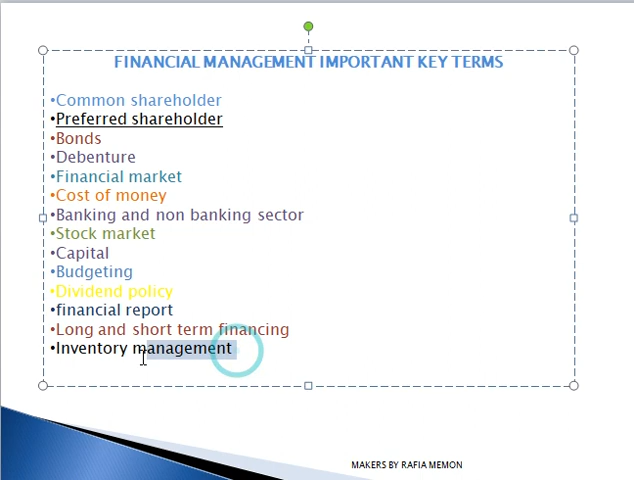 FINANCIAL MANAGEMENT IMPORTANT KEY TERMS
•Common shareholder
•Preferred shareholder
•Bonds
•Debenture
•Financial market
•Cost of money
•Banking and non banking sector
•Stock market
•Capital
•Budgeting
•Dividend policy
•financial report
•Long and short term financing
•Inventory management
MAKERS BY RAFIA MEMON